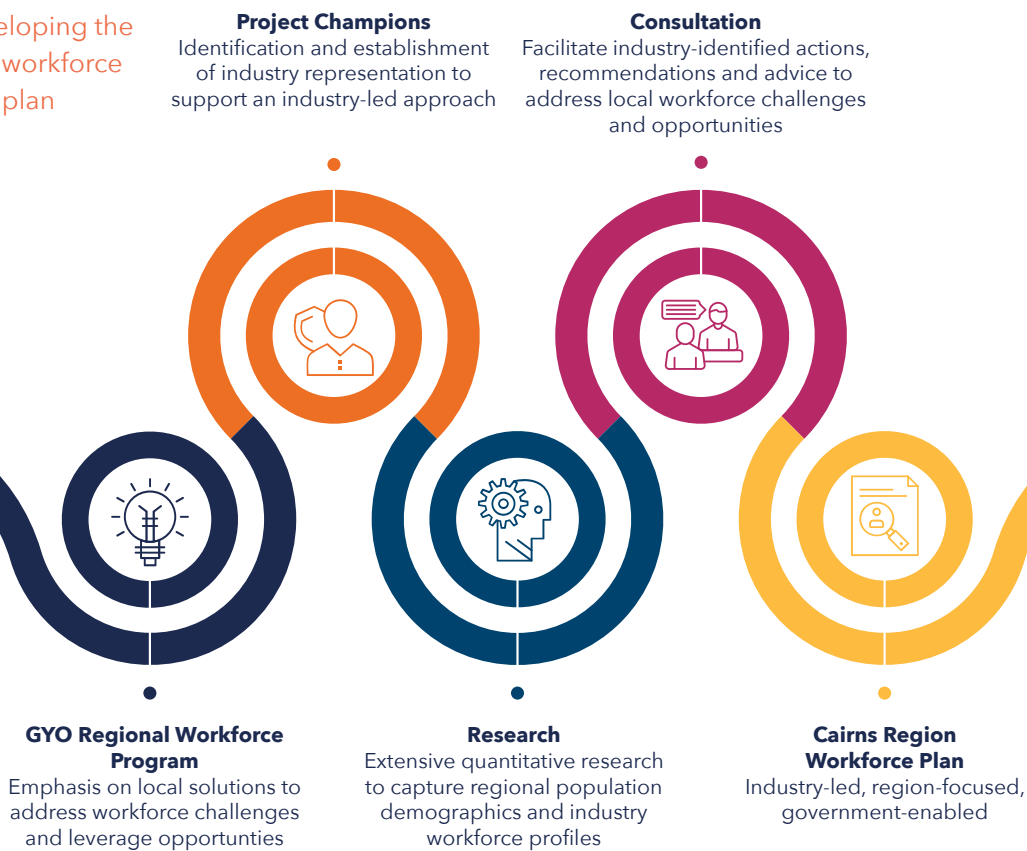 eloping the
workforce
plan
Project Champions
Identification and establishment
of industry representation to
support an industry-led approach
Consultation
Facilitate industry-identified actions,
recommendations and advice to
address local workforce challenges
and opportunities
GYO Regional Workforce
Program
Emphasis on local solutions to
address workforce challenges
and leverage opportunties
Research
Extensive quantitative research
to capture regional population
demographics and industry
workforce profiles
Cairns Region
Workforce Plan
Industry-led, region-focused,
government-enabled